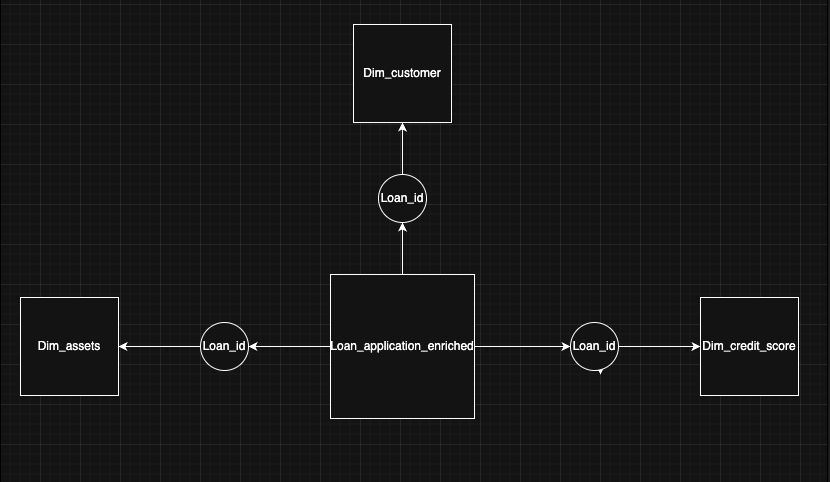 Dim_customer
Loan_id
Dim_assets
Loan_id
Loan_application_enriched
Loan_id
Dim_credit_score